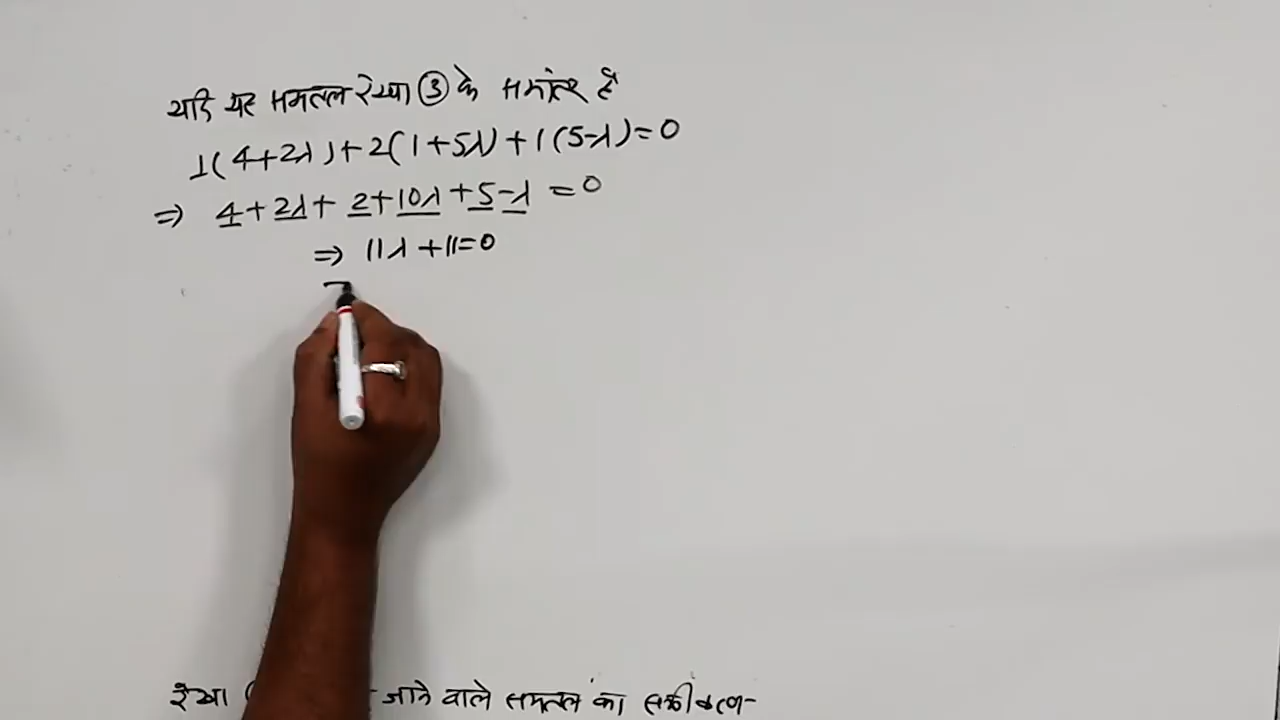 यदि यह समतल रेखा ③ के समांतर है
1(4+2λ)+2(1+5λ)+1(5-λ)=0
⇒ 4+2λ+2+10λ+5-λ=0
⇒ 11λ+11=0
रेखा जाने वाले समतल का समीकरण-